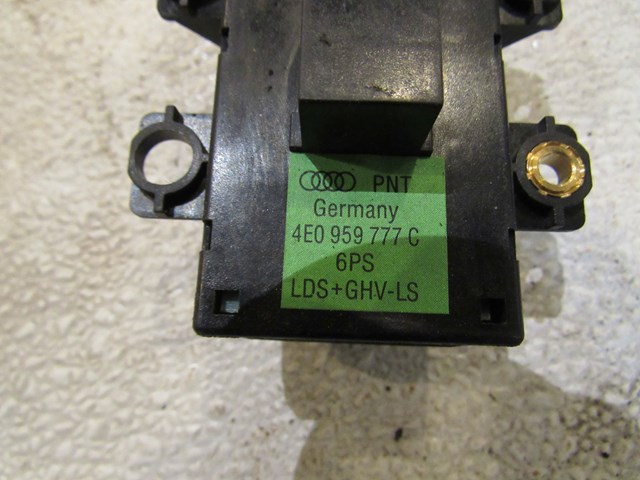 PNT
Germany
4E0 959 777 C
6PS
LDS+GHV-LS